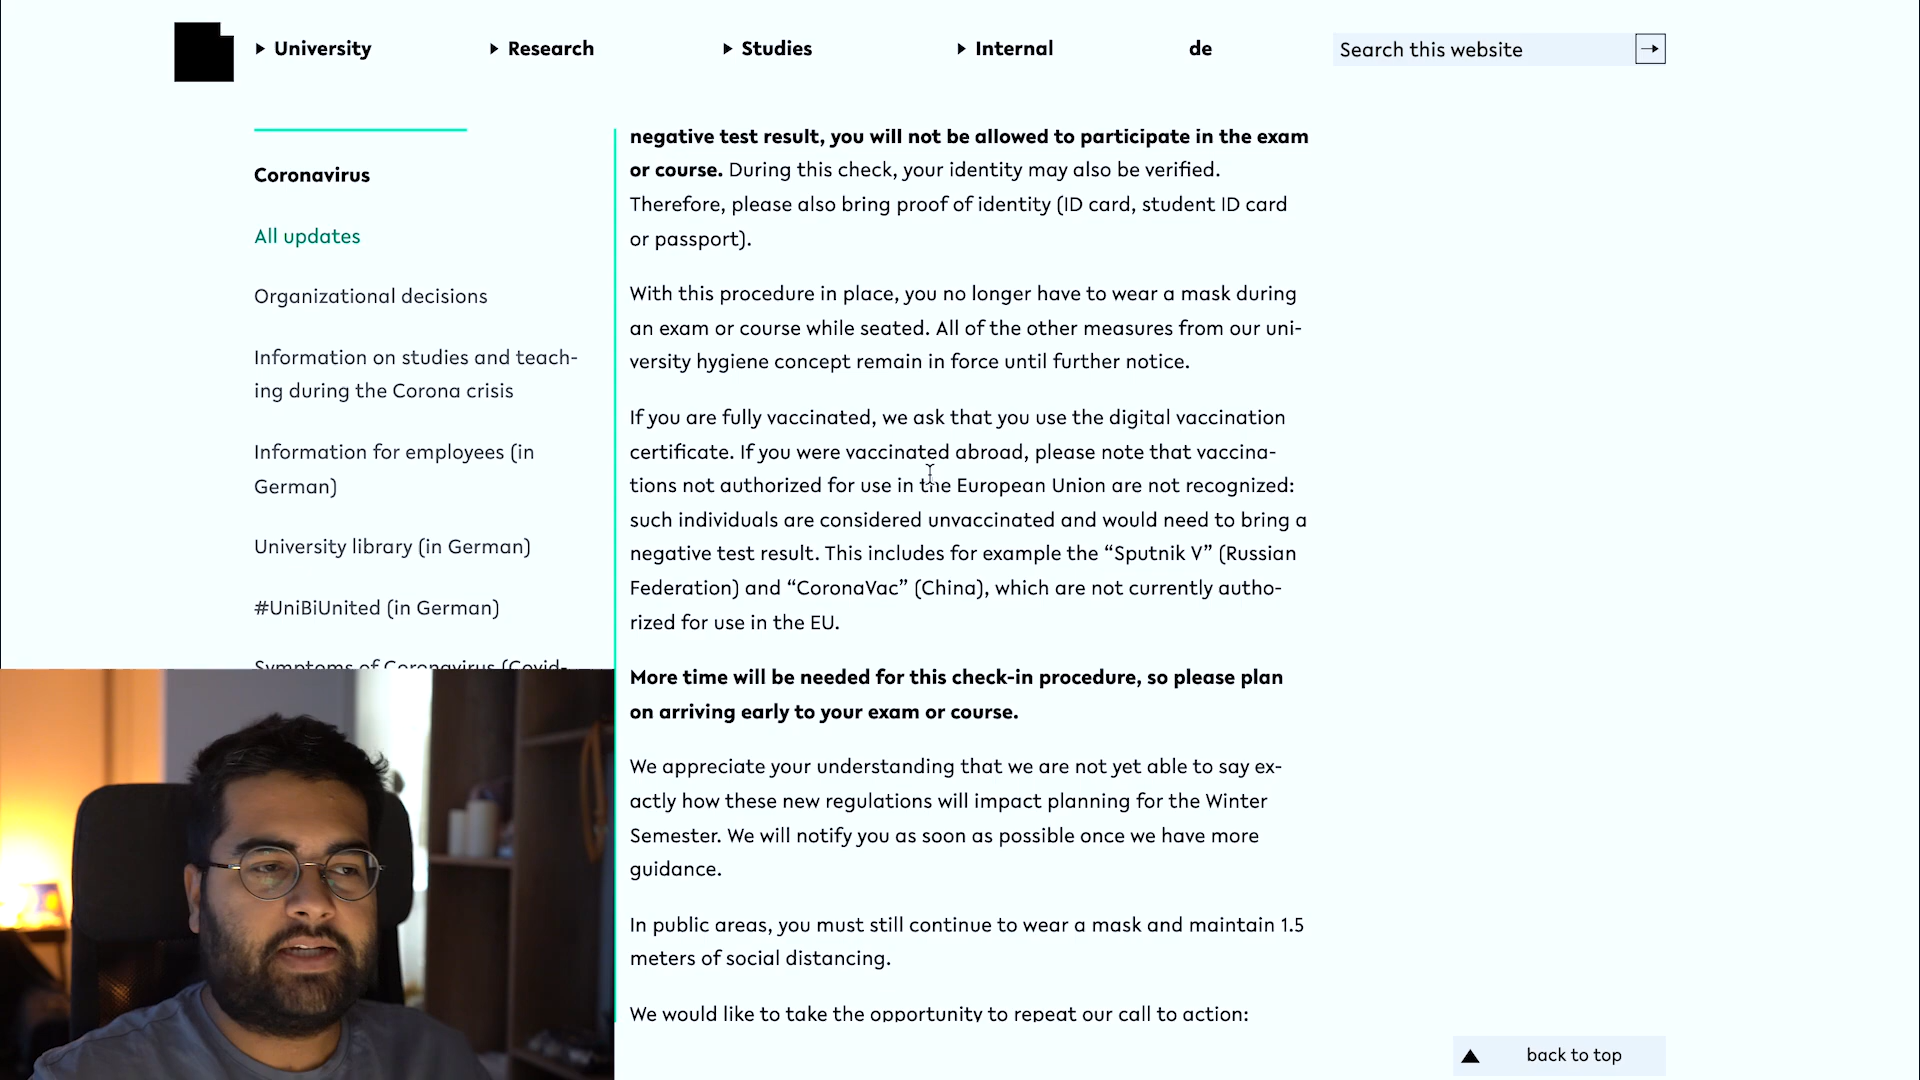 University
Research
Studies
Internal
de
Search this website
Coronavirus
All updates
Organizational decisions
Information on studies and teach-
ing during the Corona crisis
Information for employees (in
German)
University library (in German)
#UniBiUnited (in German)
Symptoms of Coronavirus (Covid-
negative test result, you will not be allowed to participate in the exam
or course. During this check, your identity may also be verified.
Therefore, please also bring proof of identity (ID card, student ID card
or passport).
With this procedure in place, you no longer have to wear a mask during
an exam or course while seated. All of the other measures from our uni-
versity hygiene concept remain in force until further notice.
If you are fully vaccinated, we ask that you use the digital vaccination
certificate. If you were vaccinated abroad, please note that vaccina-
tions not authorized for use in the European Union are not recognized:
such individuals are considered unvaccinated and would need to bring a
negative test result. This includes for example the “Sputnik V” (Russian
Federation) and “CoronaVac” (China), which are not currently autho-
rized for use in the EU.
More time will be needed for this check-in procedure, so please plan
on arriving early to your exam or course.
We appreciate your understanding that we are not yet able to say ex-
actly how these new regulations will impact planning for the Winter
Semester. We will notify you as soon as possible once we have more
guidance.
In public areas, you must still continue to wear a mask and maintain 1.5
meters of social distancing.
We would like to take the opportunity to repeat our call to action:
back to top